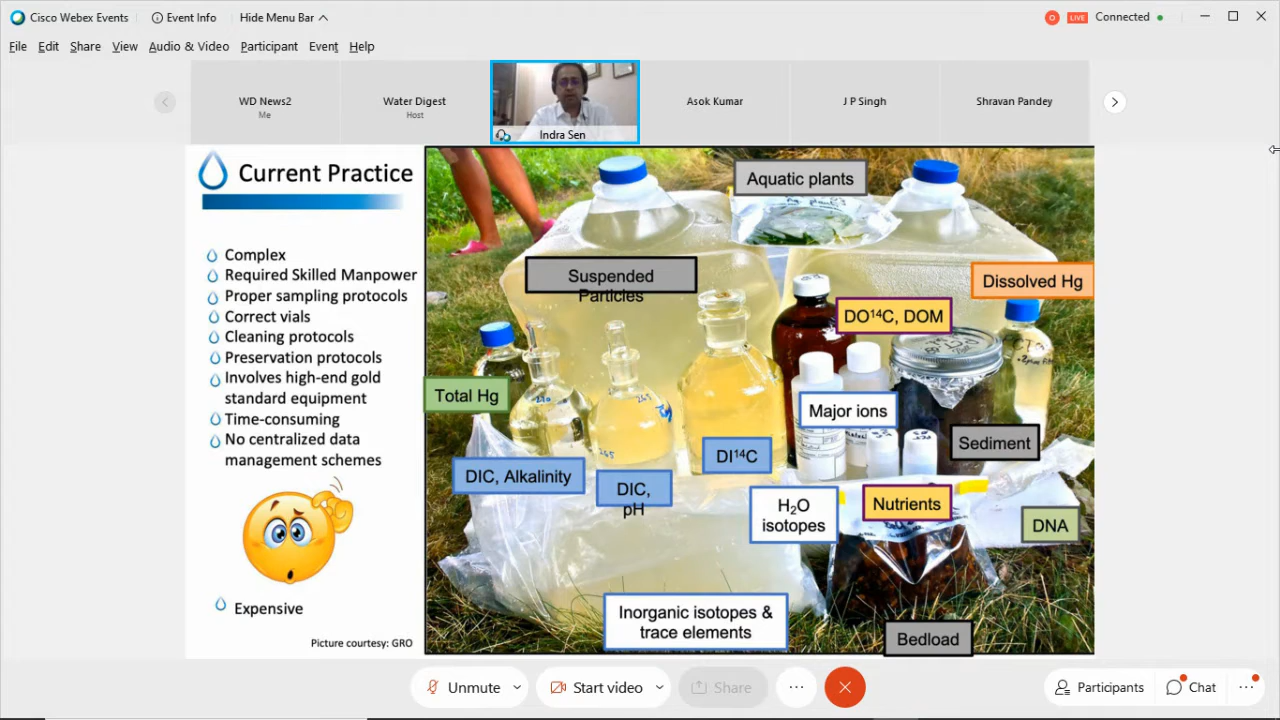 Cisco Webex Events
Event Info
Hide Menu Bar
LIVE
Connected
File Edit Share View Audio & Video Participant Event Help
WD News2
Me
Water Digest
Host
Indra Sen
Asok Kumar
J P Singh
Shravan Pandey
Current Practice
Complex
Required Skilled Manpower
Proper sampling protocols
Correct vials
Cleaning protocols
Preservation protocols
Involves high-end gold
standard equipment
Time-consuming
No centralized data
management schemes
Expensive
Picture courtesy: GRO
Aquatic plants
Suspended
Particles
Dissolved Hg
DO¹⁴C, DOM
Total Hg
Major ions
Sediment
DI¹⁴C
DIC, Alkalinity
DIC,
pH
H₂O
isotopes
Nutrients
DNA
Inorganic isotopes &
trace elements
Bedload
Unmute
Start video
Share
Participants
Chat